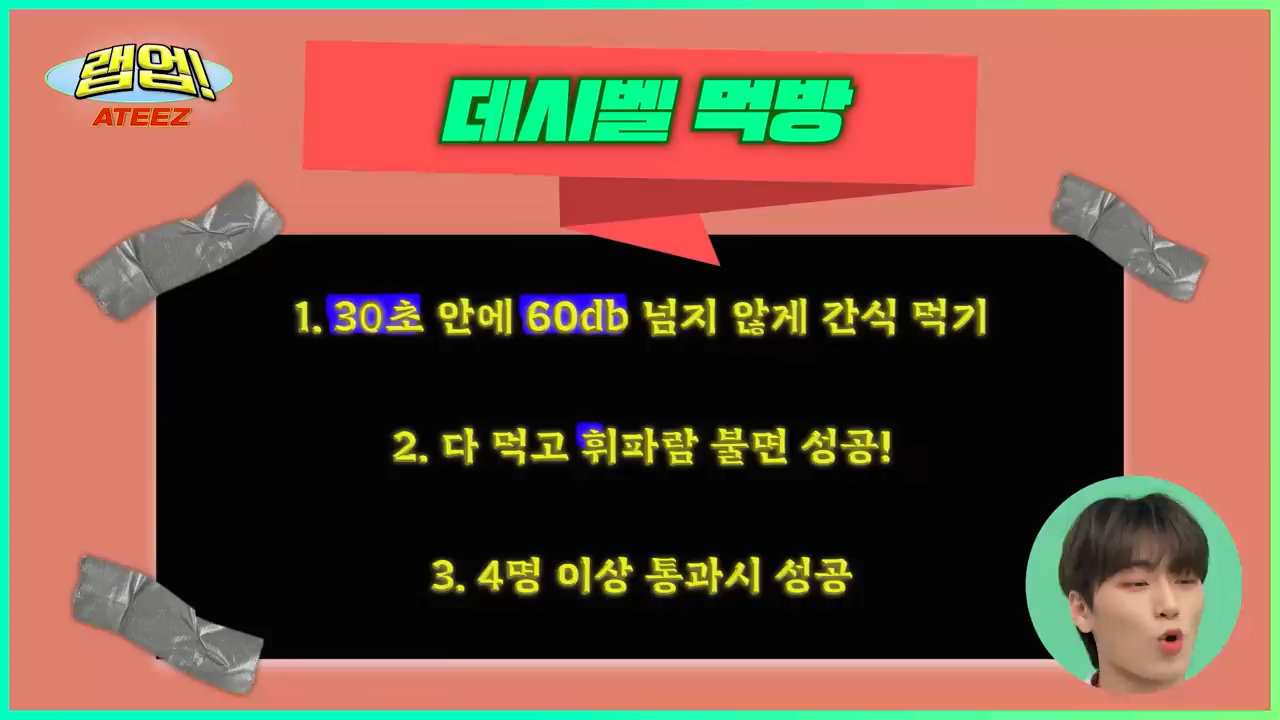 랩업!
ATEEZ
데시벨 먹방
1. 30초 안에 60db 넘지 않게 간식 먹기
2. 다 먹고 휘파람 불면 성공!
3. 4명 이상 통과시 성공